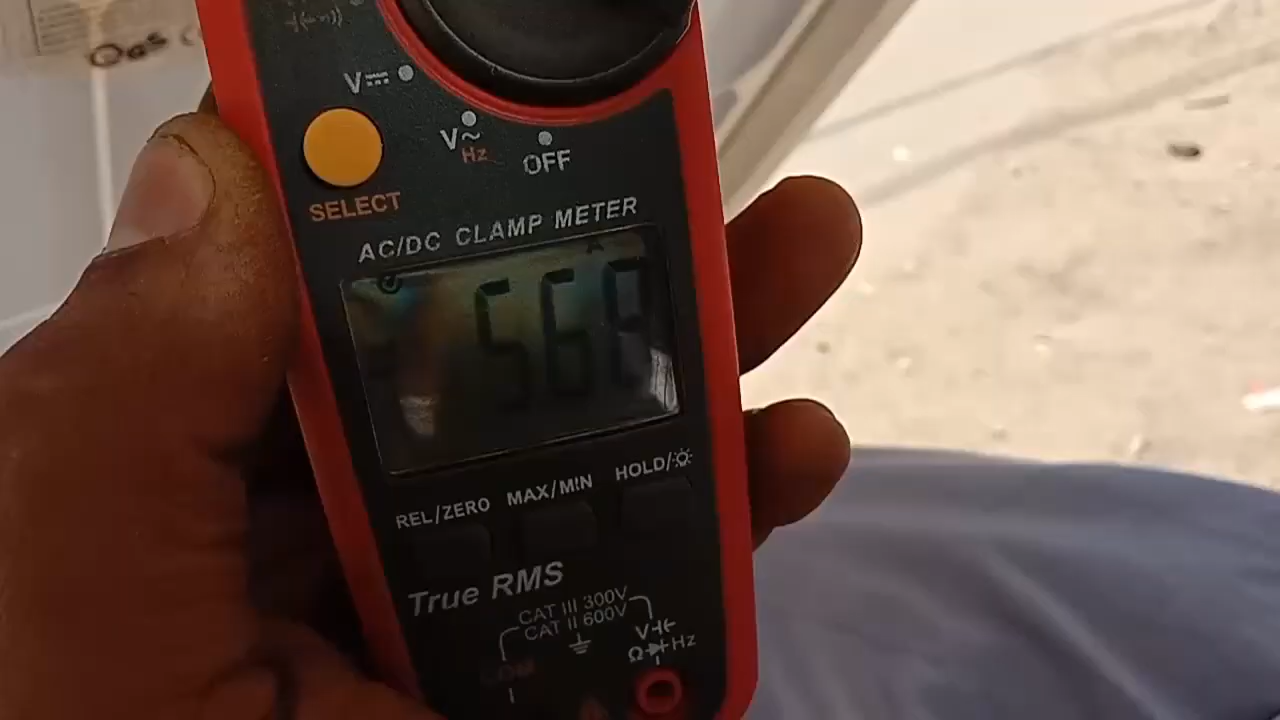 GS
V
V~
Hz
OFF
SELECT
AC/DC CLAMP METER
A
REL/ZERO MAX/MIN HOLD/
True RMS
CAT III 300V
CAT II 600V
V
Ω Hz
COM